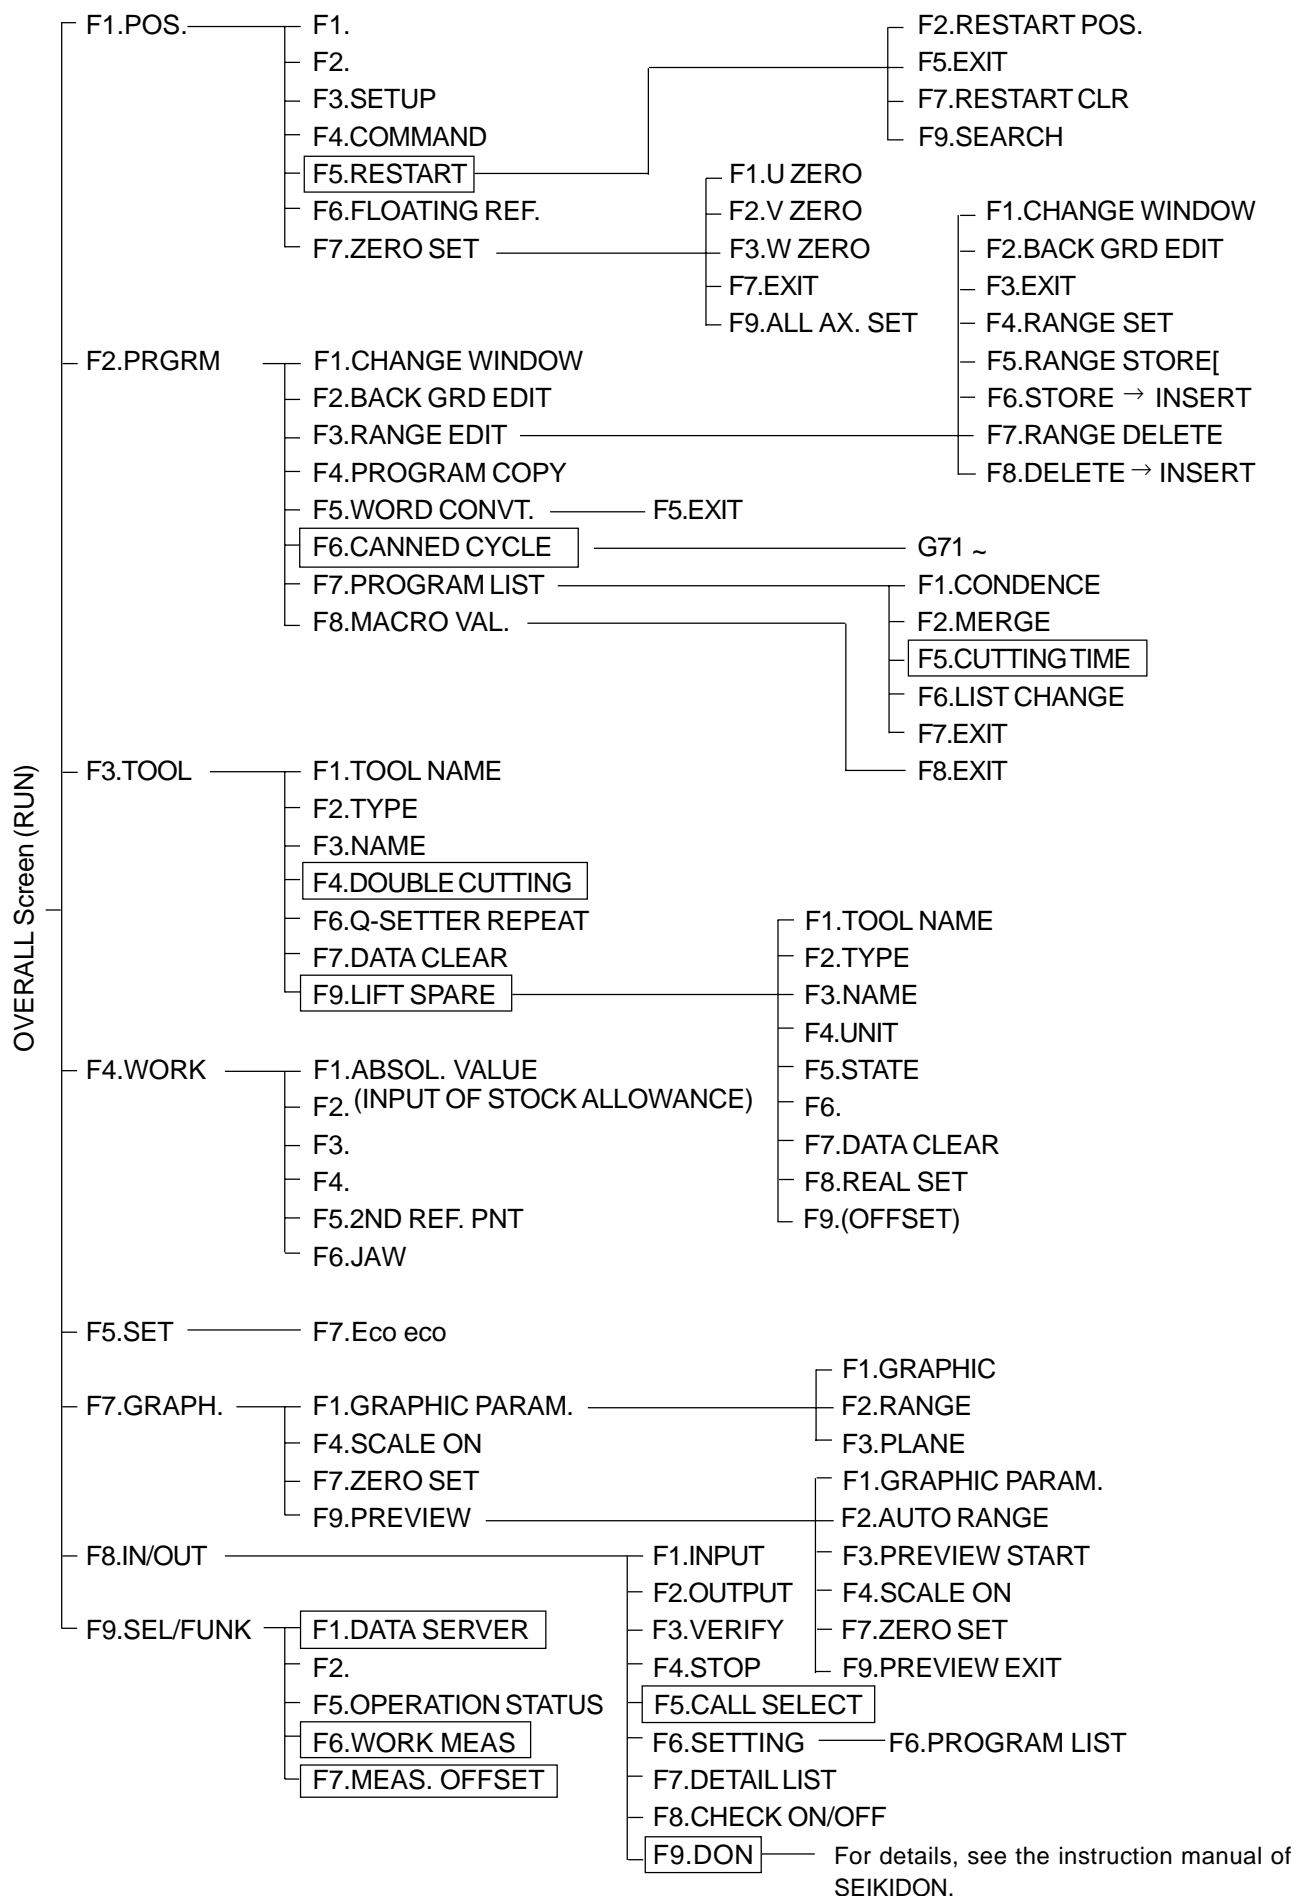 OVERALL Screen (RUN)
F1.POS.
F1.
F2.
F3.SETUP
F4.COMMAND
F5.RESTART
F2.RESTART POS.
F5.EXIT
F7.RESTART CLR
F9.SEARCH
F6.FLOATING REF.
F7.ZERO SET
F1.U ZERO
F2.V ZERO
F3.W ZERO
F7.EXIT
F9.ALL AX. SET
F2.PRGRM
F1.CHANGE WINDOW
F2.BACK GRD EDIT
F3.RANGE EDIT
F1.CHANGE WINDOW
F2.BACK GRD EDIT
F3.EXIT
F4.RANGE SET
F5.RANGE STORE[
F6.STORE → INSERT
F7.RANGE DELETE
F8.DELETE → INSERT
F4.PROGRAM COPY
F5.WORD CONVT.
F5.EXIT
F6.CANNED CYCLE
G71 ~
F7.PROGRAM LIST
F1.CONDENCE
F2.MERGE
F5.CUTTING TIME
F6.LIST CHANGE
F7.EXIT
F8.MACRO VAL.
F8.EXIT
F3.TOOL
F1.TOOL NAME
F2.TYPE
F3.NAME
F4.DOUBLE CUTTING
F6.Q-SETTER REPEAT
F7.DATA CLEAR
F9.LIFT SPARE
F1.TOOL NAME
F2.TYPE
F3.NAME
F4.UNIT
F5.STATE
F6.
F7.DATA CLEAR
F8.REAL SET
F9.(OFFSET)
F4.WORK
F1.ABSOL. VALUE
(INPUT OF STOCK ALLOWANCE)
F2.
F3.
F4.
F5.2ND REF. PNT
F6.JAW
F5.SET
F7.Eco eco
F7.GRAPH.
F1.GRAPHIC PARAM.
F1.GRAPHIC
F2.RANGE
F3.PLANE
F4.SCALE ON
F7.ZERO SET
F9.PREVIEW
F1.GRAPHIC PARAM.
F2.AUTO RANGE
F3.PREVIEW START
F4.SCALE ON
F7.ZERO SET
F9.PREVIEW EXIT
F8.IN/OUT
F1.INPUT
F2.OUTPUT
F3.VERIFY
F4.STOP
F5.CALL SELECT
F6.SETTING
F6.PROGRAM LIST
F7.DETAIL LIST
F8.CHECK ON/OFF
F9.DON
For details, see the instruction manual of
SEIKIDON.
F9.SEL/FUNK
F1.DATA SERVER
F2.
F5.OPERATION STATUS
F6.WORK MEAS
F7.MEAS. OFFSET